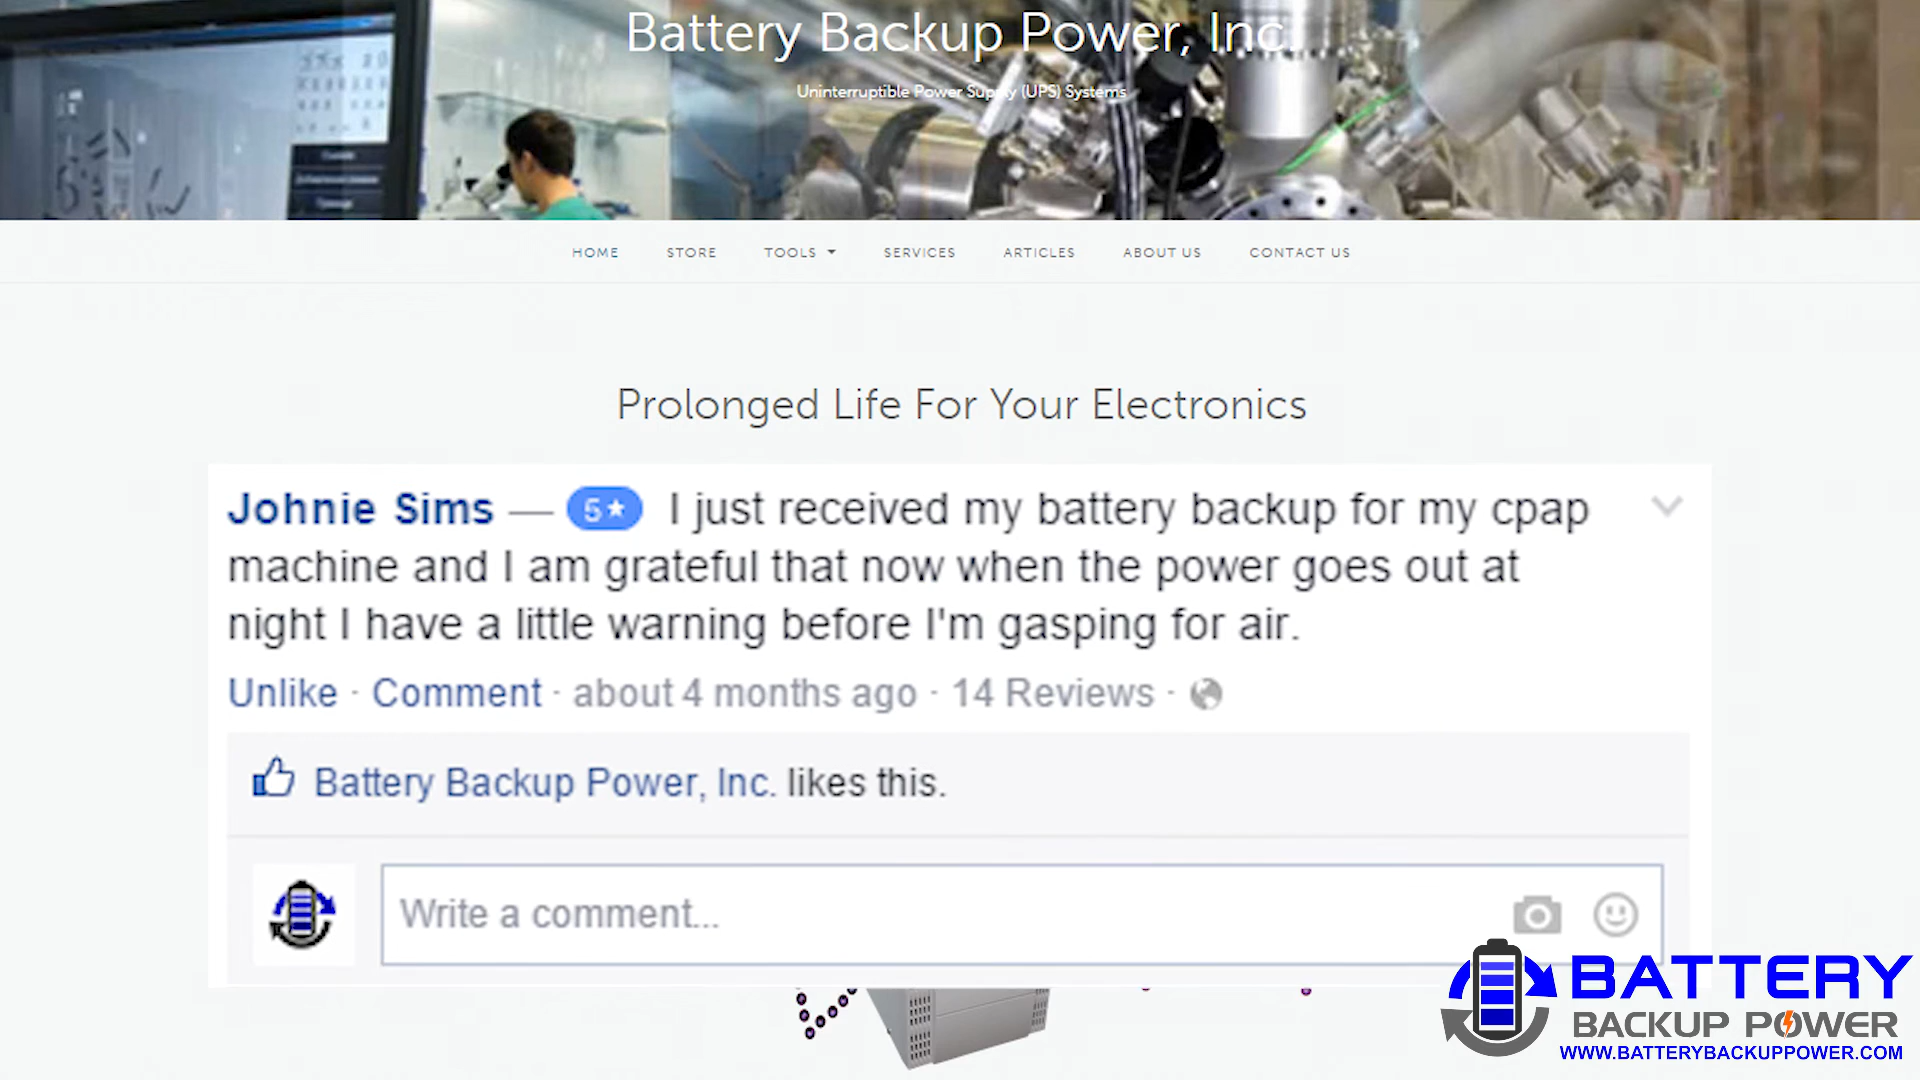 Battery Backup Power, Inc.
Uninterruptible Power Supply (UPS) Systems
HOME STORE TOOLS SERVICES ARTICLES ABOUT US CONTACT US
Prolonged Life For Your Electronics
Johnie Sims — 5★ I just received my battery backup for my cpap
machine and I am grateful that now when the power goes out at
night I have a little warning before I'm gasping for air.
Unlike · Comment · about 4 months ago · 14 Reviews ·
Battery Backup Power, Inc. likes this.
Write a comment...
BATTERY
BACKUP POWER
WWW.BATTERYBACKUPPOWER.COM